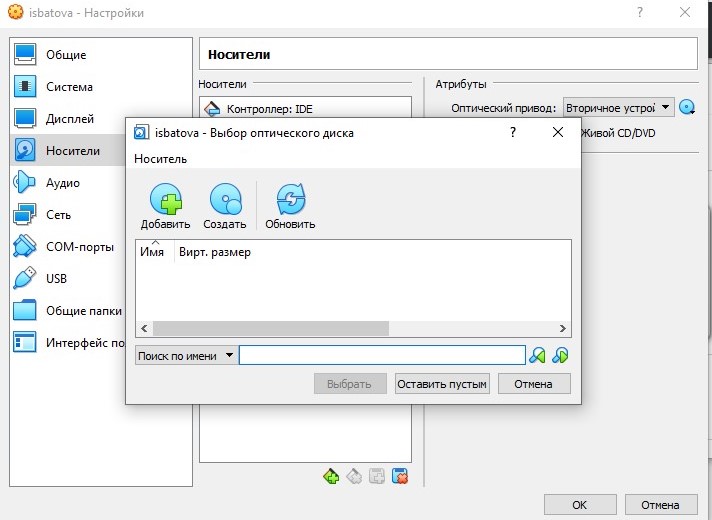 isbatova - Настройки
?
Общие
Система
Дисплей
Носители
Аудио
Сеть
COM-порты
USB
Общие папки
Интерфейс по
Носители
Носители
Контроллер: IDE
Атрибуты
Оптический привод: Вторичное устрой
Живой CD/DVD
isbatova - Выбор оптического диска
?
Носитель
Добавить Создать Обновить
Имя Вирт. размер
Поиск по имени
Выбрать Оставить пустым Отмена
OK Отмена